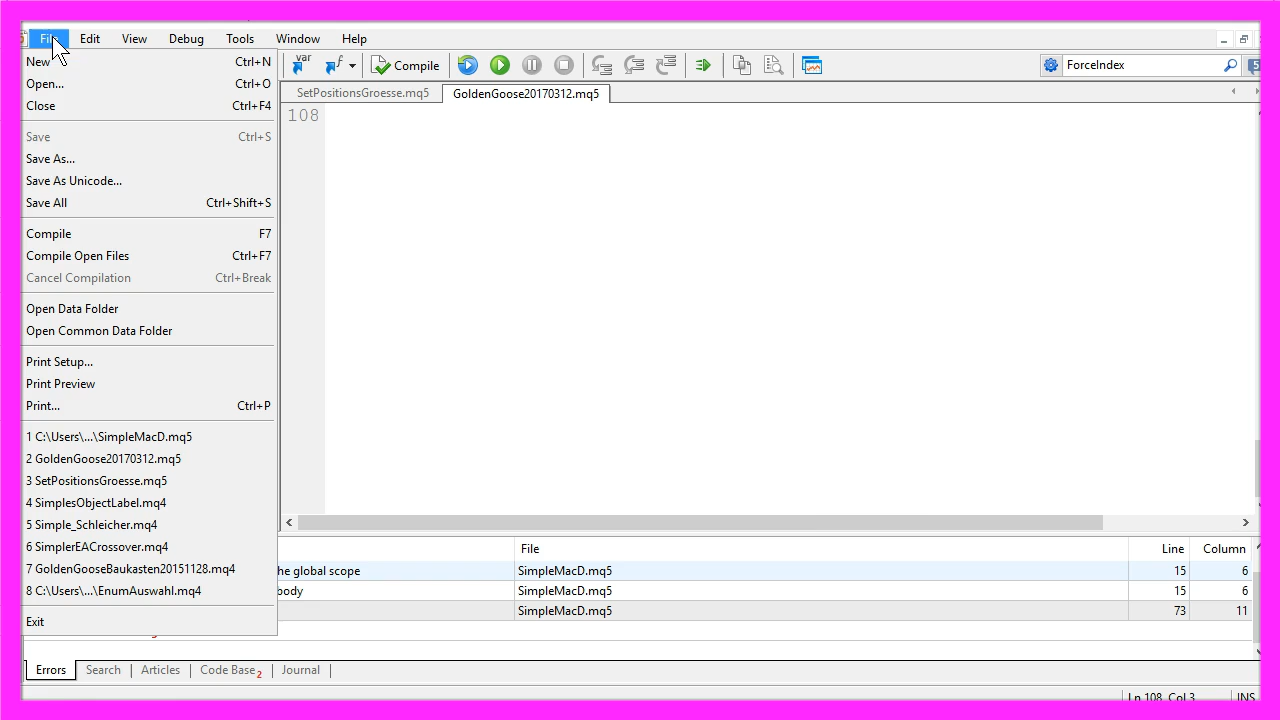 File Edit View Debug Tools Window Help
New Ctrl+N
Open... Ctrl+O
Close Ctrl+F4
Save Ctrl+S
Save As...
Save As Unicode...
Save All Ctrl+Shift+S
Compile F7
Compile Open Files Ctrl+F7
Cancel Compilation Ctrl+Break
Open Data Folder
Open Common Data Folder
Print Setup...
Print Preview
Print... Ctrl+P
1 C:\Users\...\SimpleMacD.mq5
2 GoldenGoose20170312.mq5
3 SetPositionsGroesse.mq5
4 SimplesObjectLabel.mq4
5 Simple_Schleicher.mq4
6 SimplerEACrossover.mq4
7 GoldenGooseBaukasten20151128.mq4
8 C:\Users\...\EnumAuswahl.mq4
Exit
var Compile ForceIndex 5
SetPositionsGroesse.mq5 GoldenGoose20170312.mq5
108
File Line Column
he global scope SimpleMacD.mq5 15 6
body SimpleMacD.mq5 15 6
SimpleMacD.mq5 73 11
Errors Search Articles Code Base 2 Journal
Ln 108, Col 3 INS